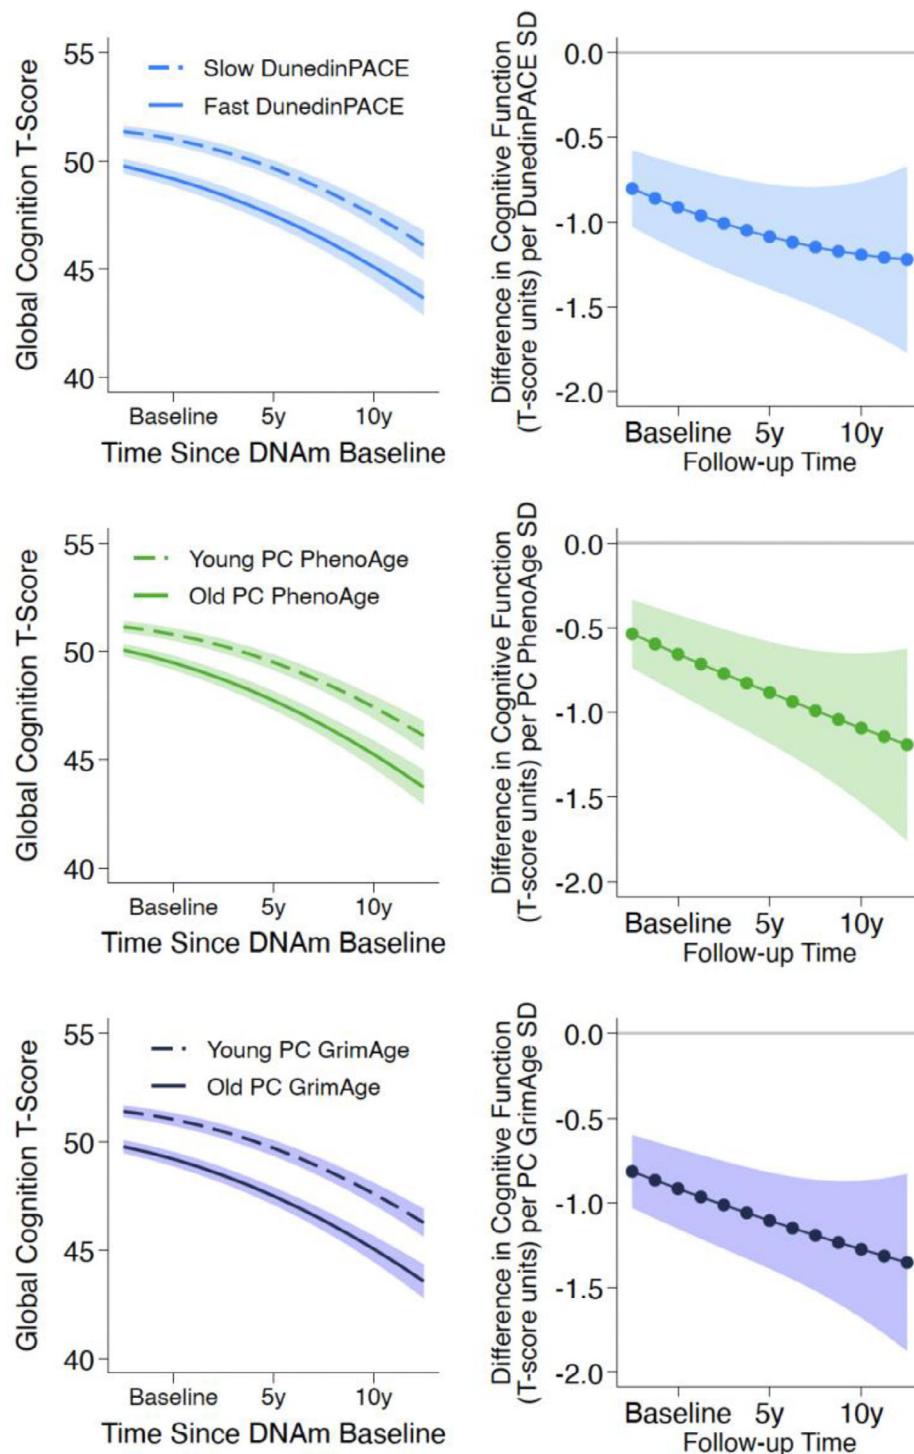 Global Cognition T-Score
55
50
45
40
Slow DunedinPACE
Fast DunedinPACE
Baseline 5y 10y
Time Since DNAm Baseline
Difference in Cognitive Function
(T-score units) per DunedinPACE SD
0.0
-0.5
-1.0
-1.5
-2.0
Baseline 5y 10y
Follow-up Time
Global Cognition T-Score
55
50
45
40
Young PC PhenoAge
Old PC PhenoAge
Baseline 5y 10y
Time Since DNAm Baseline
Difference in Cognitive Function
(T-score units) per PC PhenoAge SD
0.0
-0.5
-1.0
-1.5
-2.0
Baseline 5y 10y
Follow-up Time
Global Cognition T-Score
55
50
45
40
Young PC GrimAge
Old PC GrimAge
Baseline 5y 10y
Time Since DNAm Baseline
Difference in Cognitive Function
(T-score units) per PC GrimAge SD
0.0
-0.5
-1.0
-1.5
-2.0
Baseline 5y 10y
Follow-up Time